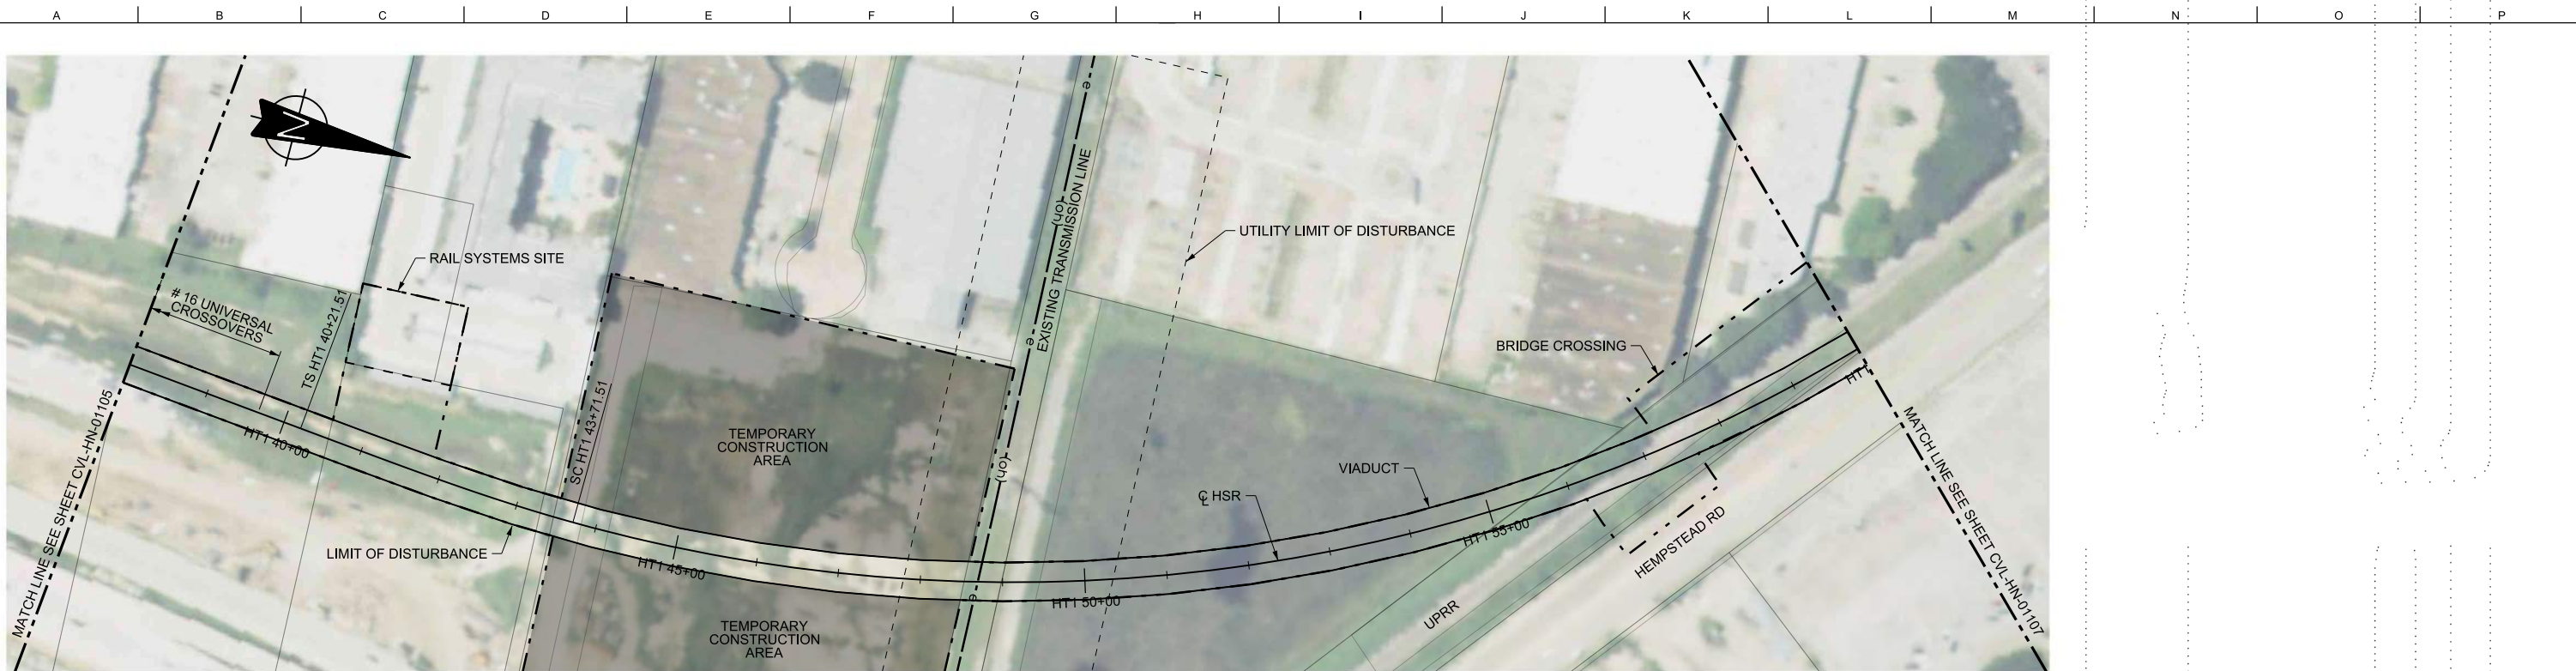 A B C D E F G H I J K L M N O P
N
e
(oh)
EXISTING TRANSMISSION LINE
e
UTILITY LIMIT OF DISTURBANCE
RAIL SYSTEMS SITE
# 16 UNIVERSAL
CROSSOVERS
TS HT1 40+21.51
BRIDGE CROSSING
HT1
MATCH LINE SEE SHEET CVL-HN-01105
HT1 40+00
SC HT1 43+71.51
TEMPORARY
CONSTRUCTION
AREA
(oh)
VIADUCT
℄ HSR
MATCH LINE SEE SHEET CVL-HN-01107
LIMIT OF DISTURBANCE
HT1 45+00
HT1 55+00
HEMPSTEAD RD
e
HT1 50+00
UPRR
TEMPORARY
CONSTRUCTION
AREA